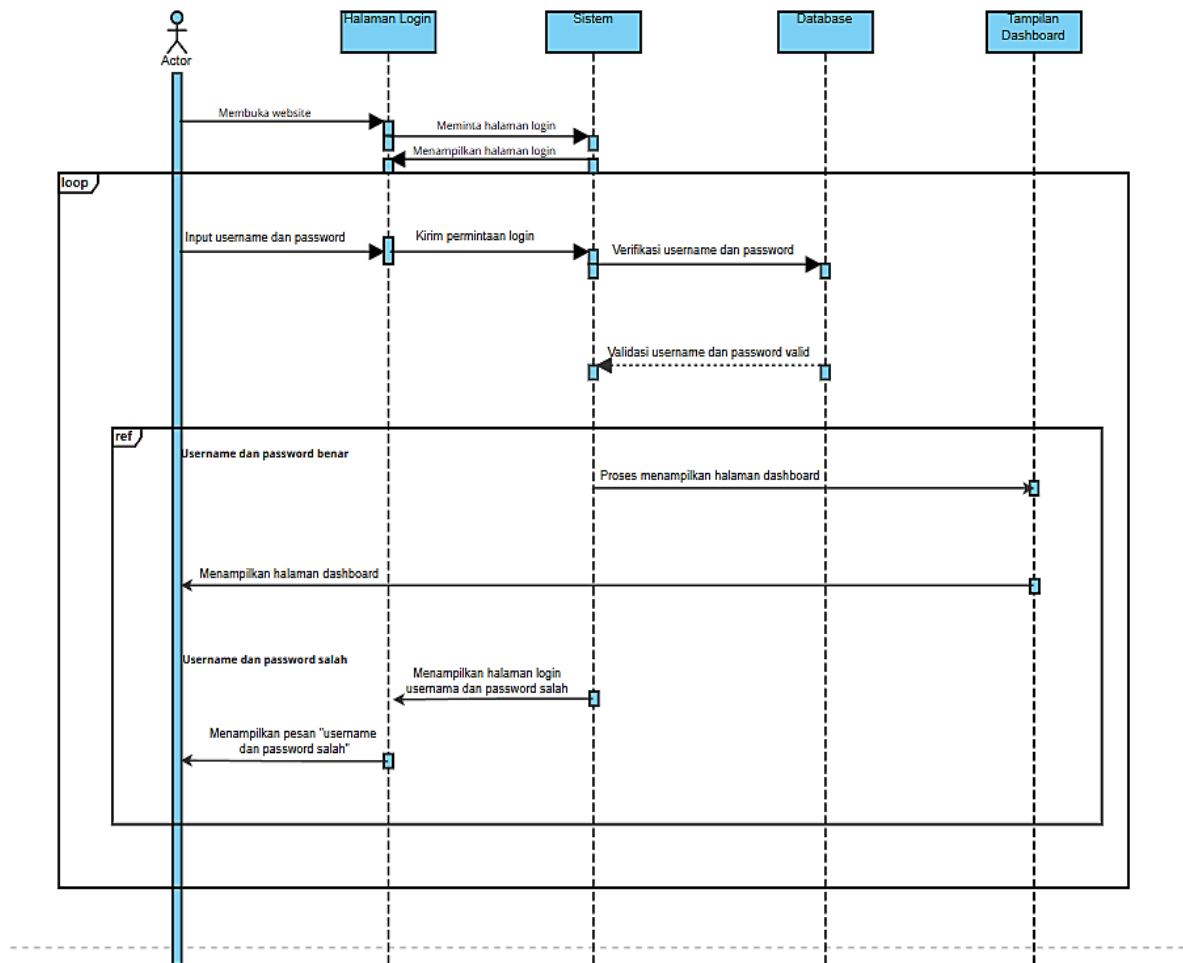 Halaman Login
Sistem
Database
Tampilan
Dashboard
Actor
Membuka website
Meminta halaman login
Menampilkan halaman login
loop
Input username dan password
Kirim permintaan login
Verifikasi username dan password
Validasi username dan password valid
ref
Username dan password benar
Proses menampilkan halaman dashboard
Menampilkan halaman dashboard
Username dan password salah
Menampilkan halaman login
usernama dan password salah
Menampilkan pesan "username
dan password salah"